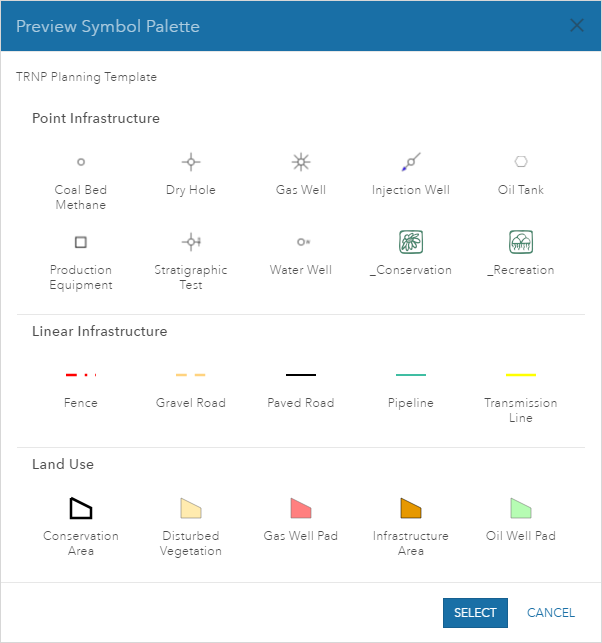 Preview Symbol Palette
TRNP Planning Template
Point Infrastructure
Coal Bed Methane
Dry Hole
Gas Well
Injection Well
Oil Tank
Production Equipment
Stratigraphic Test
Water Well
_Conservation
_Recreation
Linear Infrastructure
Fence
Gravel Road
Paved Road
Pipeline
Transmission Line
Land Use
Conservation Area
Disturbed Vegetation
Gas Well Pad
Infrastructure Area
Oil Well Pad
SELECT
CANCEL